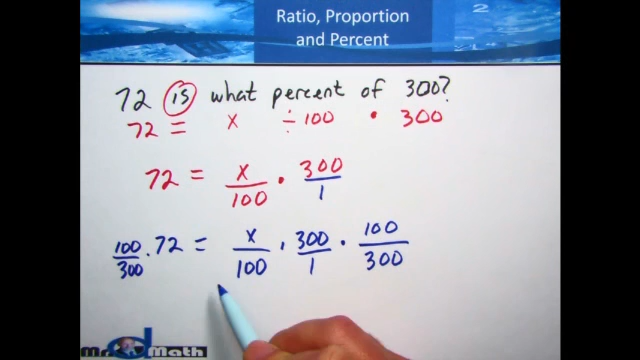 Ratio, Proportion
and Percent
72 is what percent of 300?
72 = x ÷ 100 • 300
72 = x/100 • 300/1
100/300 . 72 = x/100 • 300/1 • 100/300
Math